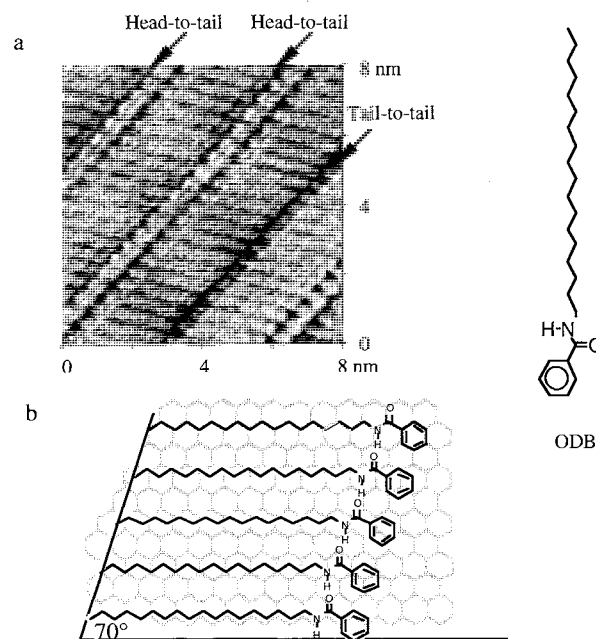 Head-to-tail Head-to-tail
a
8 nm
Tail-to-tail
4
0
0 4 8 nm
H-N
O
ODB
b
O
N
H
O
N
H
O
N
H
O
N
H
O
N
H
70°